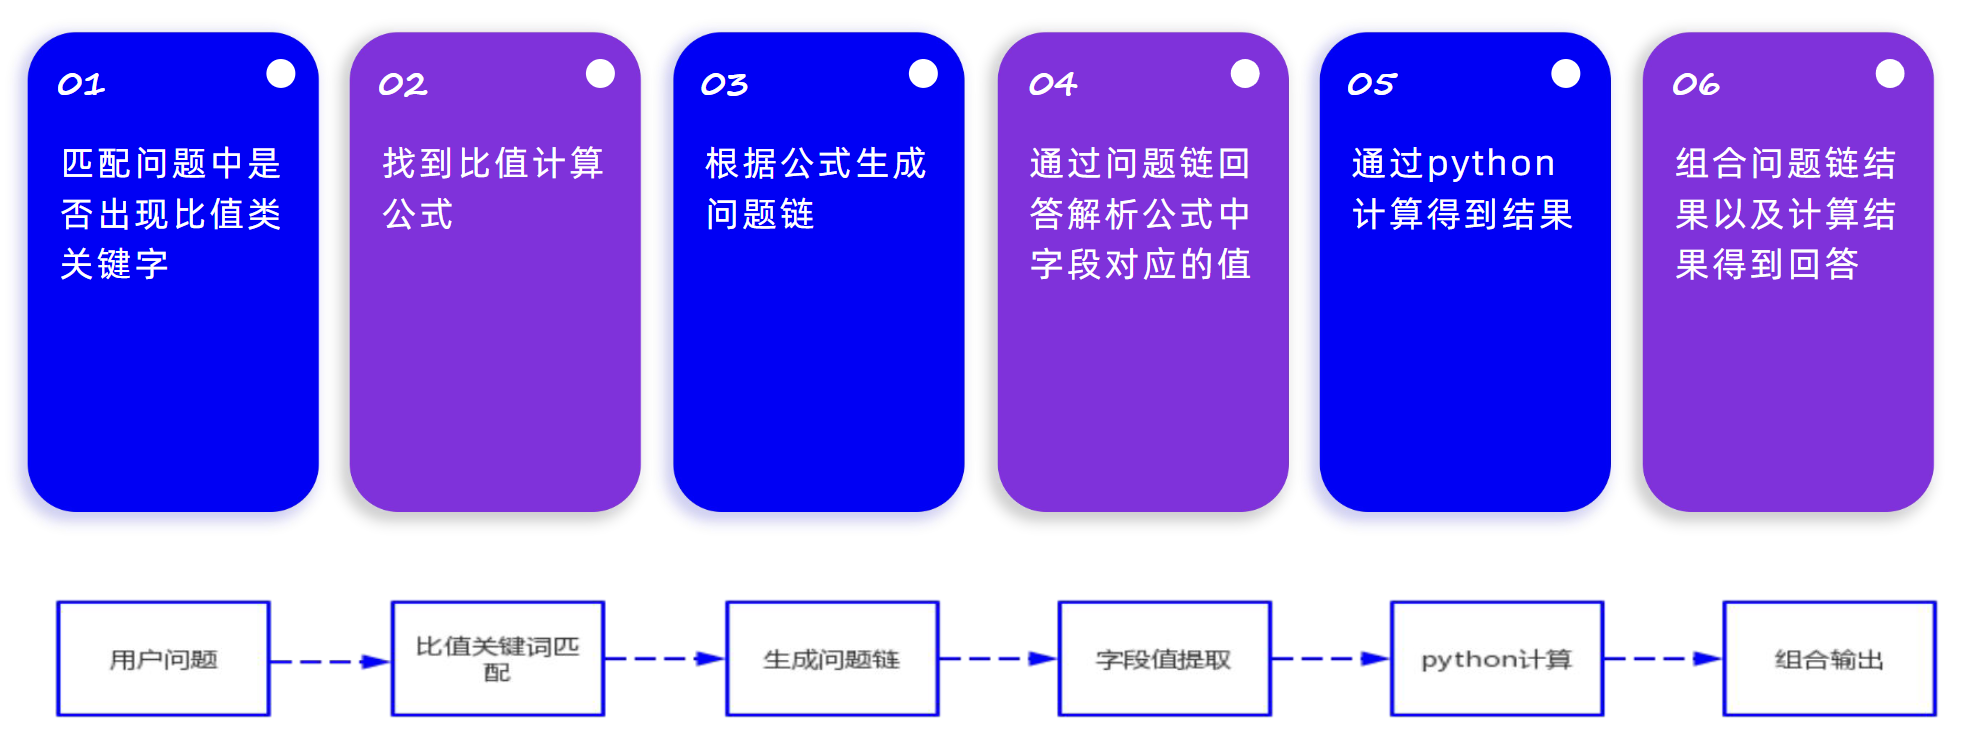 01
匹配问题中是
否出现比值类
关键字
02
找到比值计算
公式
03
根据公式生成
问题链
04
通过问题链回
答解析公式中
字段对应的值
05
通过python
计算得到结果
06
组合问题链结
果以及计算结
果得到回答
用户问题
比值关键词匹
配
生成问题链
字段值提取
python计算
组合输出